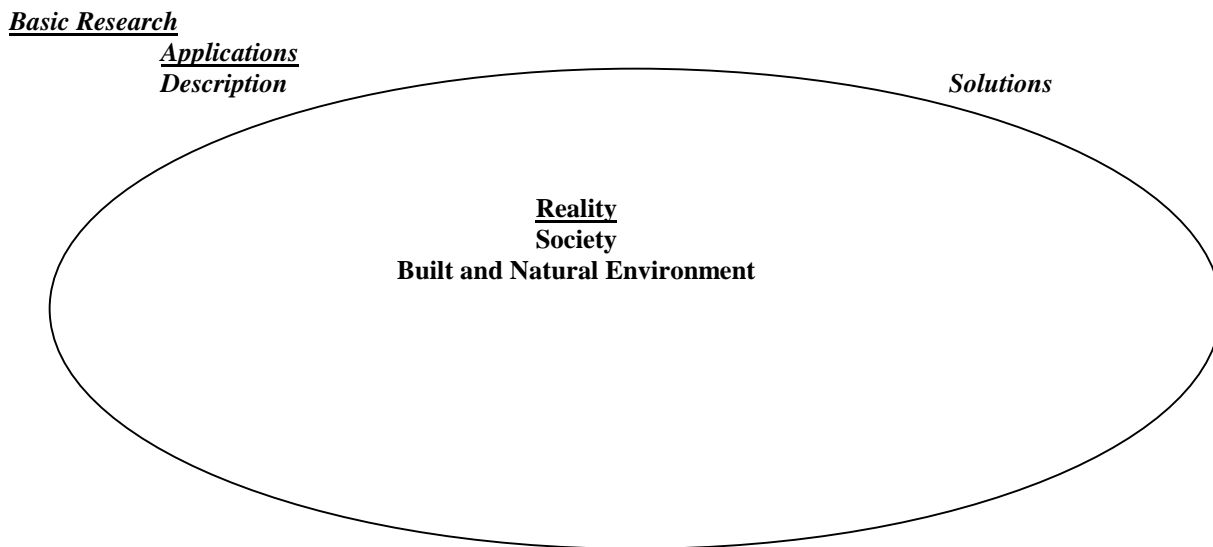 Basic Research
Applications
Description
Solutions
Reality
Society
Built and Natural Environment